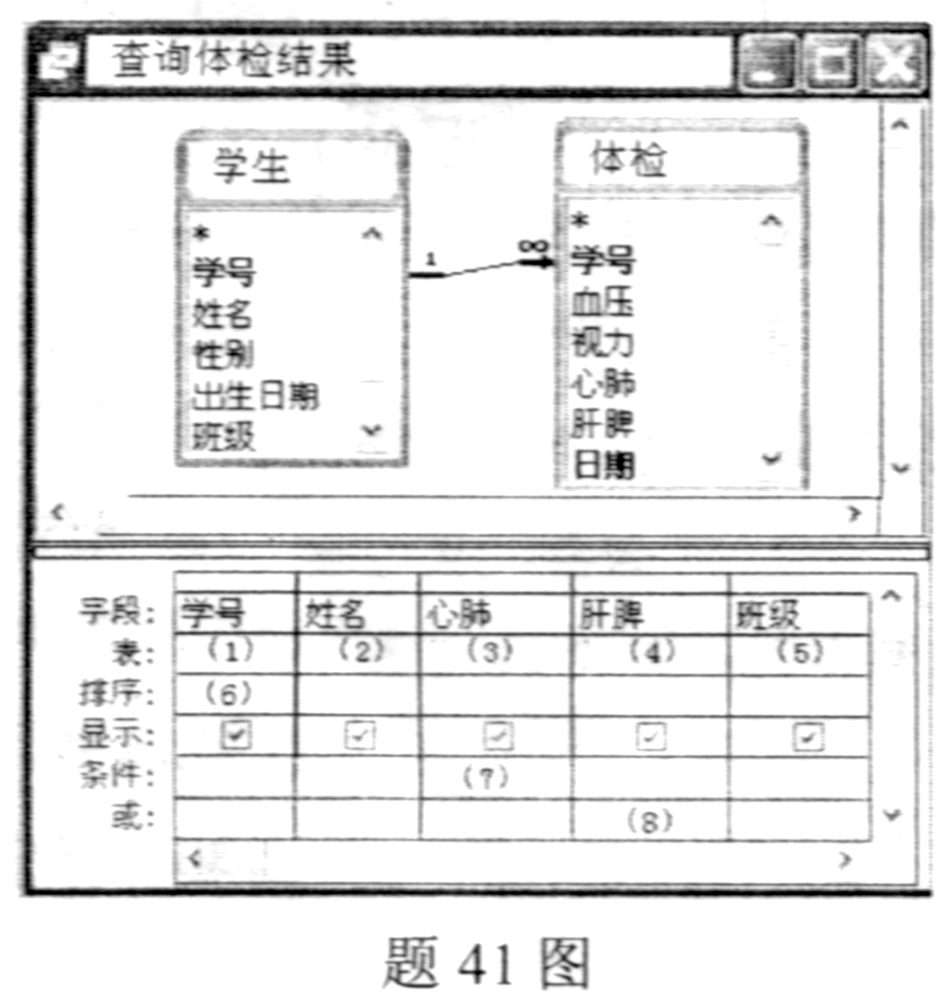 查询体检结果
学生
*
学号
姓名
性别
出生日期
班级
1 ∞
体检
*
学号
血压
视力
心肺
肝脾
日期
字段: 学号 姓名 心肺 肝脾 班级
表: (1) (2) (3) (4) (5)
排序: (6)
显示:
条件: (7)
或: (8)
题 41 图